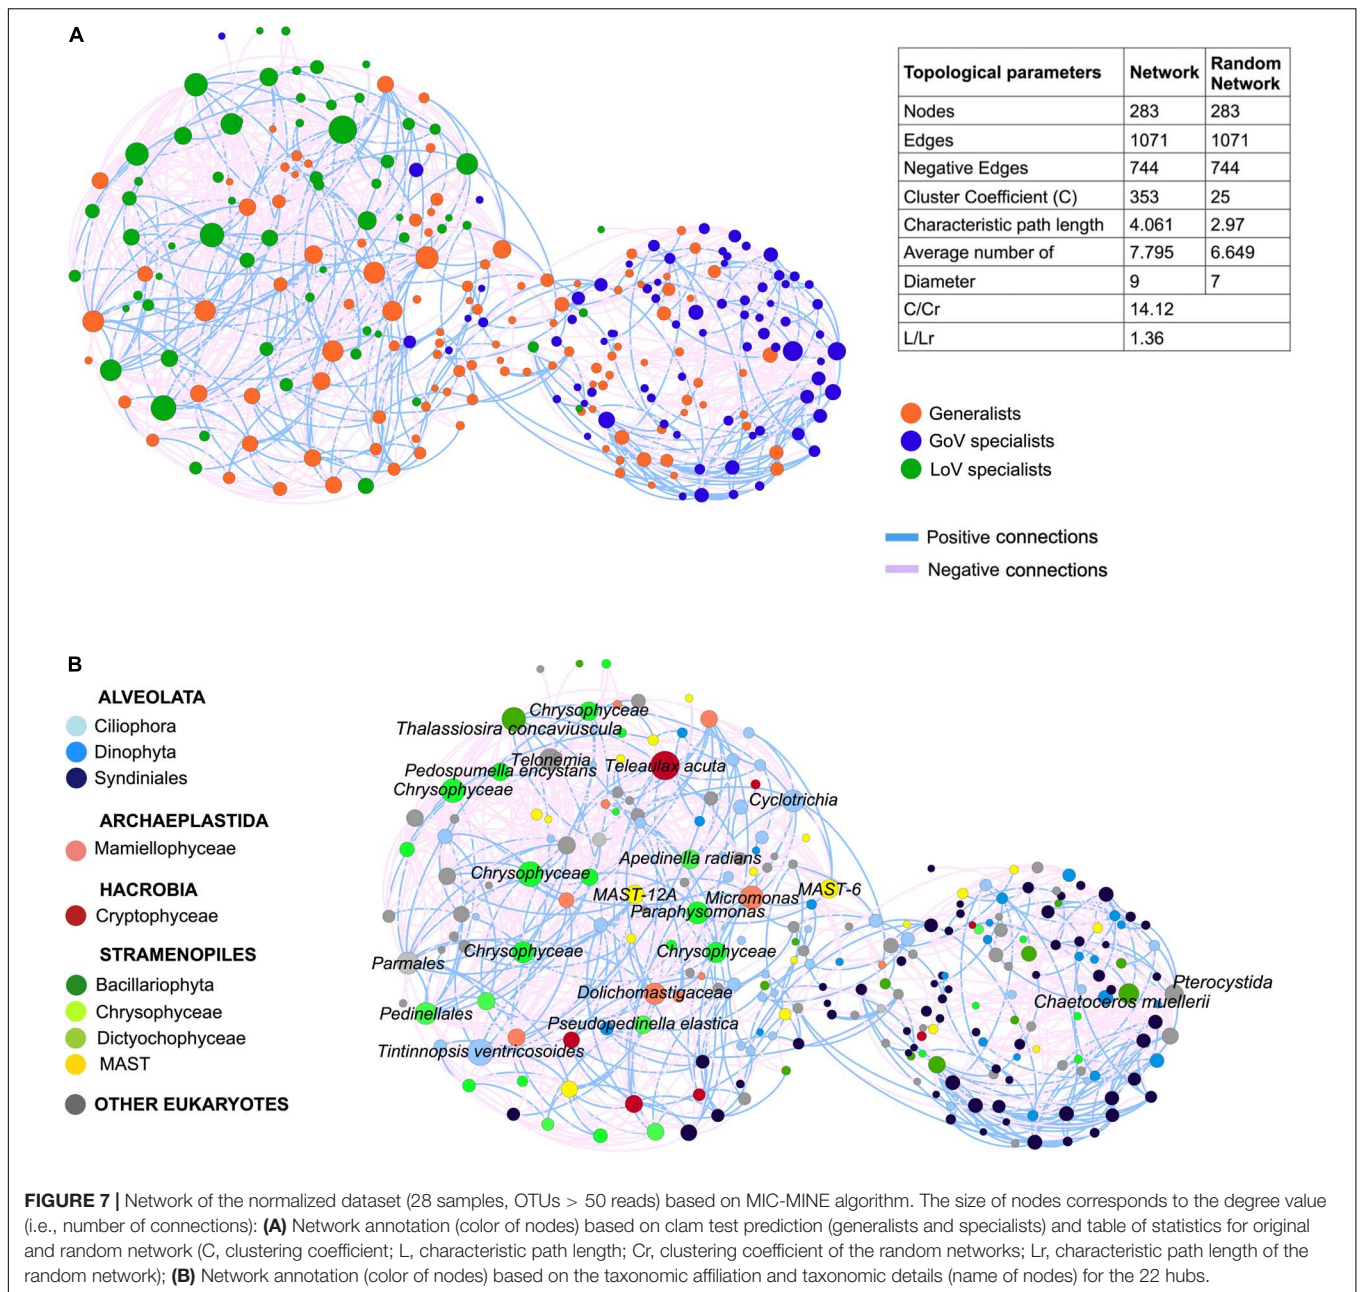 A
Topological parameters Network Random Network
Nodes 283 283
Edges 1071 1071
Negative Edges 744 744
Cluster Coefficient (C) 353 25
Characteristic path length 4.061 2.97
Average number of 7.795 6.649
Diameter 9 7
C/Cr 14.12
L/Lr 1.36
Generalists
GoV specialists
LoV specialists
Positive connections
Negative connections
B
ALVEOLATA
Ciliophora
Dinophyta
Syndiniales
ARCHAEPLASTIDA
Mamiellophyceae
HACROBIA
Cryptophyceae
STRAMENOPILES
Bacillariophyta
Chrysophyceae
Dictyochophyceae
MAST
OTHER EUKARYOTES
Chrysophyceae
Thalassiosira concaviuscula
Telonemia
Teleaulax acuta
Pedospumella encystans
Chrysophyceae
Cyclotrichia
Apedinella radians
Chrysophyceae
MAST-12A
Micromonas
MAST-6
Paraphysomonas
Chrysophyceae
Chrysophyceae
Parmales
Dolichomastigaceae
Pterocystida
Chaetoceros muellerii
Pedinellales
Pseudopedinella elastica
Tintinnopsis ventricosoides
FIGURE 7 | Network of the normalized dataset (28 samples, OTUs > 50 reads) based on MIC-MINE algorithm. The size of nodes corresponds to the degree value
(i.e., number of connections): (A) Network annotation (color of nodes) based on clam test prediction (generalists and specialists) and table of statistics for original
and random network (C, clustering coefficient; L, characteristic path length; Cr, clustering coefficient of the random networks; Lr, characteristic path length of the
random network); (B) Network annotation (color of nodes) based on the taxonomic affiliation and taxonomic details (name of nodes) for the 22 hubs.